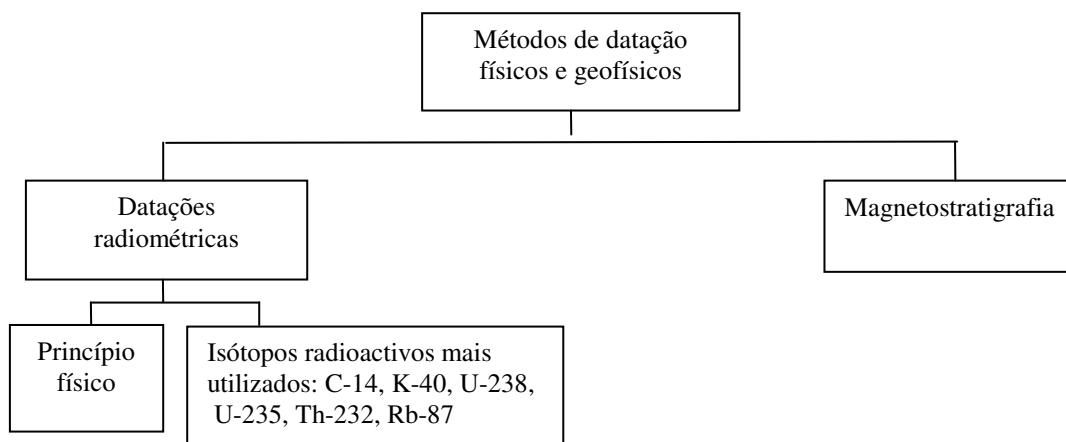 Métodos de datação
físicos e geofísicos
Datações
radiométricas
Magnetostratigrafia
Princípio
físico
Isótopos radioactivos mais
utilizados: C-14, K-40, U-238,
U-235, Th-232, Rb-87